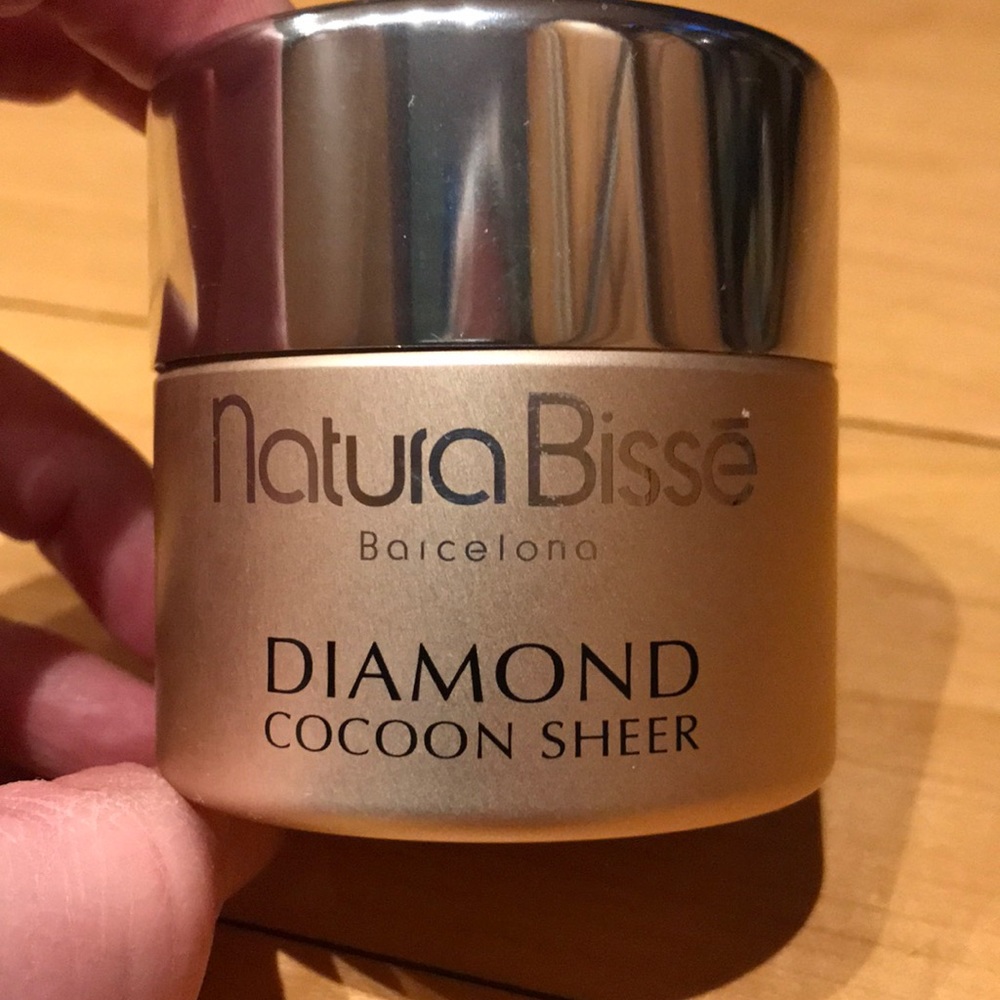 Natura Bissé
Barcelona
DIAMOND
COCOON SHEER